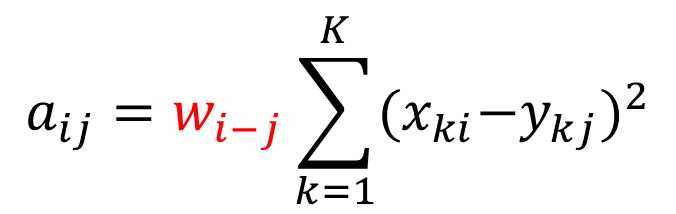 a_{ij} = w_{i−j} \sum_{k=1}^{K} (x_{ki} − y_{kj})^2